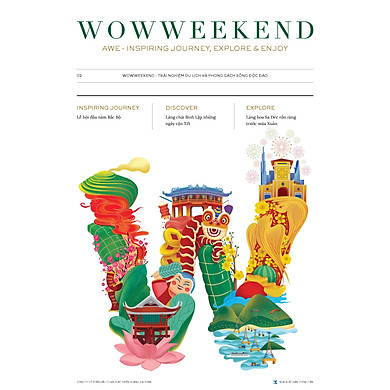 WOWWEEKEND
AWE - INSPIRING JOURNEY, EXPLORE & ENJOY
02
WOWWEEKEND - TRẢI NGHIỆM DU LỊCH VÀ PHONG CÁCH SỐNG ĐỘC ĐÁO
INSPIRING JOURNEY
Lễ hội đầu năm Bắc Bộ
DISCOVER
Làng chài Bình Lập những
ngày cận Tết
EXPLORE
Làng hoa Sa Đéc rộn ràng
trước mùa Xuân